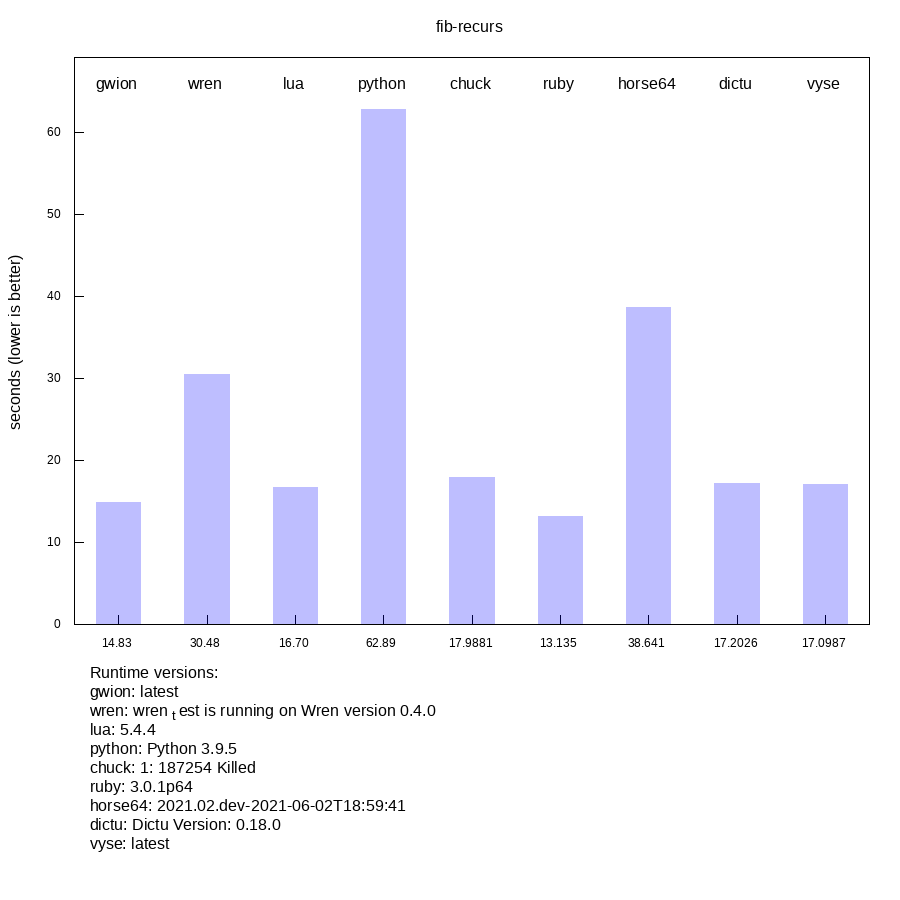 fib-recurs
gwion wren lua python chuck ruby horse64 dictu vyse
seconds (lower is better)
60
50
40
30
20
10
0
14.83 30.48 16.70 62.89 17.9881 13.135 38.641 17.2026 17.0987
Runtime versions:
gwion: latest
wren: wren t est is running on Wren version 0.4.0
lua: 5.4.4
python: Python 3.9.5
chuck: 1: 187254 Killed
ruby: 3.0.1p64
horse64: 2021.02.dev-2021-06-02T18:59:41
dictu: Dictu Version: 0.18.0
vyse: latest